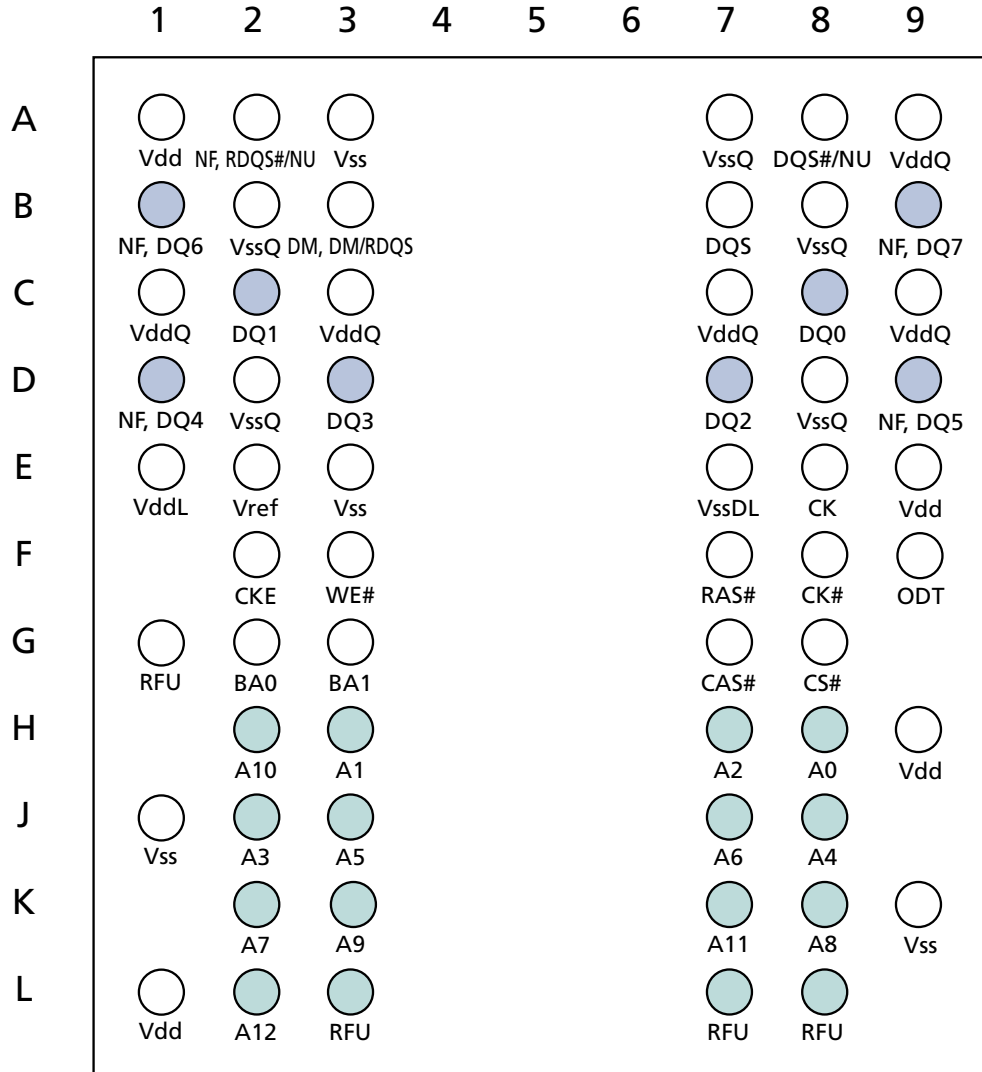 1 2 3 4 5 6 7 8 9
A
Vdd NF, RDQS#/NU Vss VssQ DQS#/NU VddQ
B
NF, DQ6 VssQ DM, DM/RDQS DQS VssQ NF, DQ7
C
VddQ DQ1 VddQ VddQ DQ0 VddQ
D
NF, DQ4 VssQ DQ3 DQ2 VssQ NF, DQ5
E
VddL Vref Vss VssDL CK Vdd
F
CKE WE# RAS# CK# ODT
G
RFU BA0 BA1 CAS# CS#
H
A10 A1 A2 A0 Vdd
J
Vss A3 A5 A6 A4
K
A7 A9 A11 A8 Vss
L
Vdd A12 RFU RFU RFU